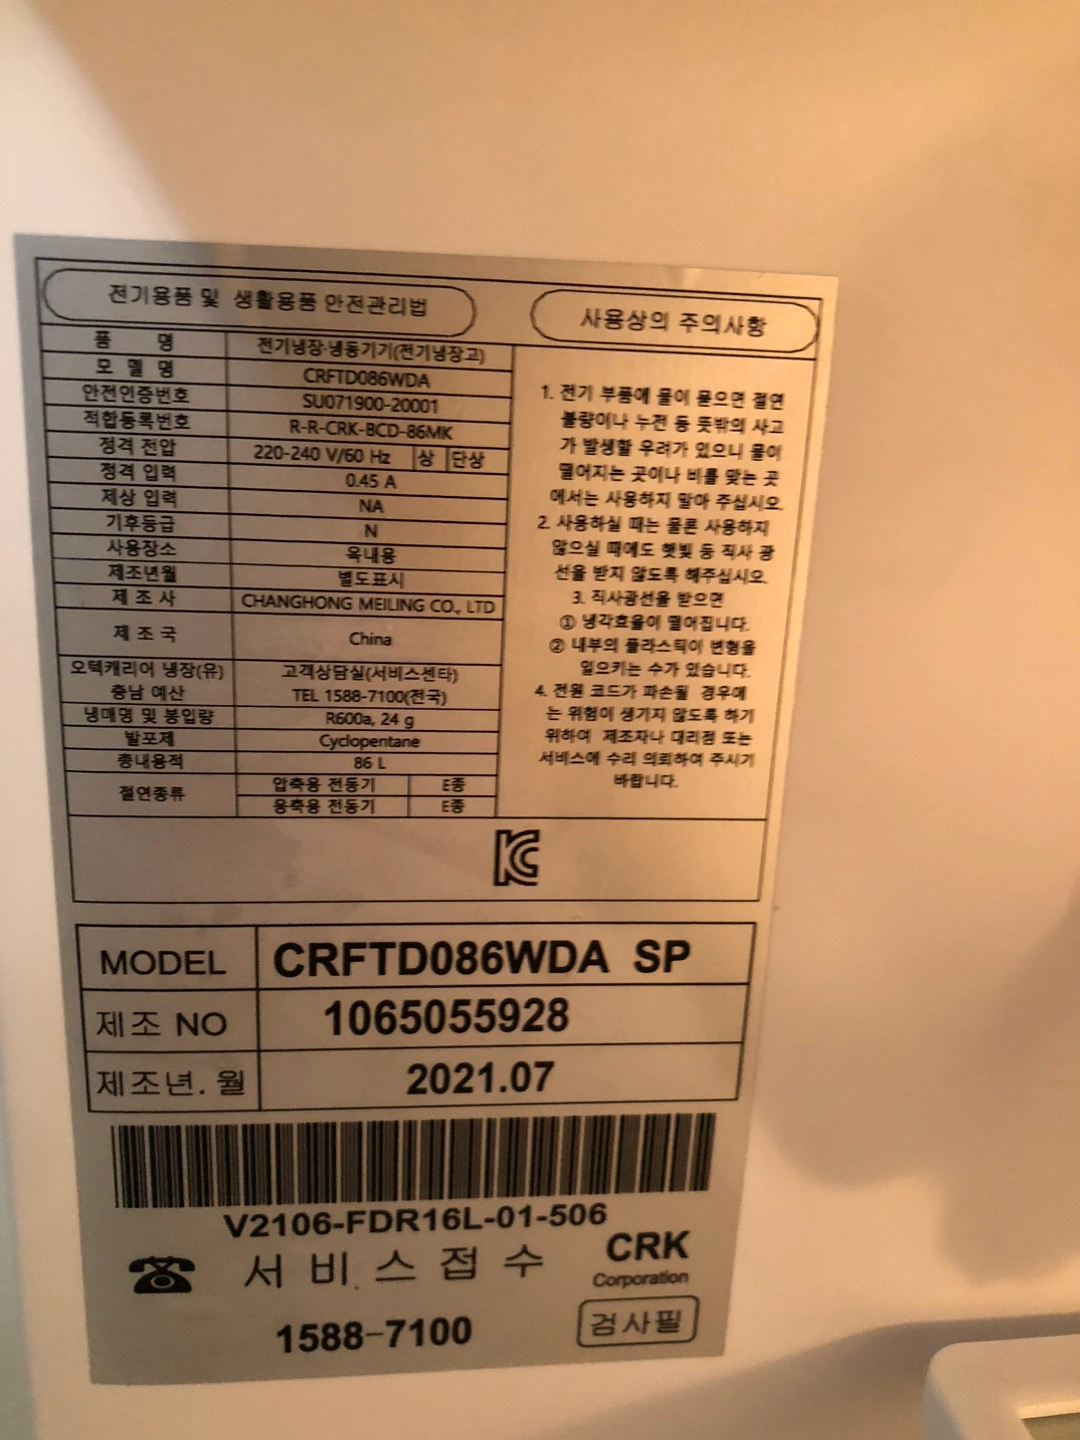 전기용품 및 생활용품 안전관리법
사용상의 주의사항
품 명 전기냉장·냉동기기(전기냉장고)
모 델 명 CRFTD086WDA
안전인증번호 SU071900-20001
적합등록번호 R-R-CRK-BCD-86MK
정격 전압 220-240 V/60 Hz 상 단상
정격 입력 0.45 A
제상 입력 NA
기후등급 N
사용장소 옥내용
제조년월 별도표시
제 조 사 CHANGHONG MEILING CO., LTD
제 조 국 China
오텍캐리어 냉장(유) 고객상담실(서비스센타)
충남 예산 TEL 1588-7100(전국)
냉매명 및 봉입량 R600a, 24 g
발포제 Cyclopentane
총내용적 86 L
절연종류 압축용 전동기 E종
응축용 전동기 E종
1. 전기 부품에 물이 묻으면 절연
불량이나 누전 등 뜻밖의 사고
가 발생할 우려가 있으니 물이
떨어지는 곳이나 비를 맞는 곳
에서는 사용하지 말아 주십시오.
2. 사용하실 때는 물론 사용하지
않으실 때에도 햇빛 등 직사 광
선을 받지 않도록 해주십시오.
3. 직사광선을 받으면
① 냉각효율이 떨어집니다.
② 내부의 플라스틱이 변형을
일으키는 수가 있습니다.
4. 전원 코드가 파손될 경우에
는 위험이 생기지 않도록 하기
위하여 제조자나 대리점 또는
서비스에 수리 의뢰하여 주시기
바랍니다.
MODEL CRFTD086WDA SP
제조 NO 1065055928
제조년. 월 2021.07
V2106-FDR16L-01-506
서 비 스 접 수
CRK
Corporation
1588-7100
검사필